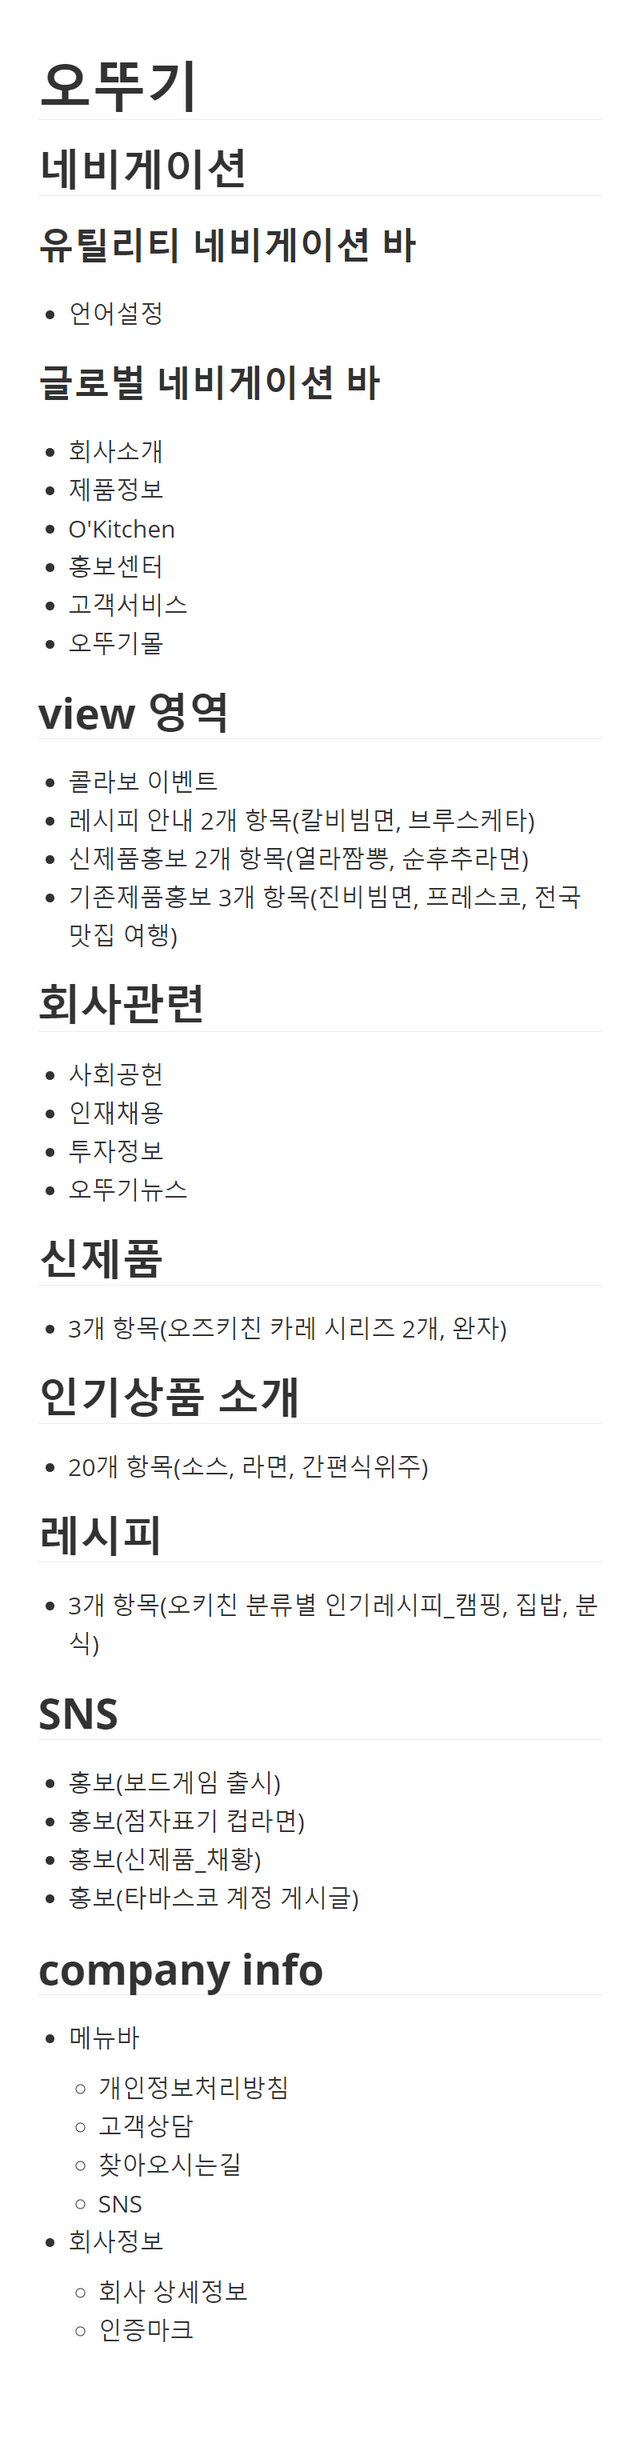 오뚜기
네비게이션
유틸리티 네비게이션 바
언어설정
글로벌 네비게이션 바
회사소개
제품정보
O'Kitchen
홍보센터
고객서비스
오뚜기몰
view 영역
콜라보 이벤트
레시피 안내 2개 항목(칼비빔면, 브루스케타)
신제품홍보 2개 항목(열라짬뽕, 순후추라면)
기존제품홍보 3개 항목(진비빔면, 프레스코, 전국
맛집 여행)
회사관련
사회공헌
인재채용
투자정보
오뚜기뉴스
신제품
3개 항목(오즈키친 카레 시리즈 2개, 완자)
인기상품 소개
20개 항목(소스, 라면, 간편식위주)
레시피
3개 항목(오키친 분류별 인기레시피_캠핑, 집밥, 분
식)
SNS
홍보(보드게임 출시)
홍보(점자표기 컵라면)
홍보(신제품_채황)
홍보(타바스코 계정 게시글)
company info
메뉴바
개인정보처리방침
고객상담
찾아오시는길
SNS
회사정보
회사 상세정보
인증마크